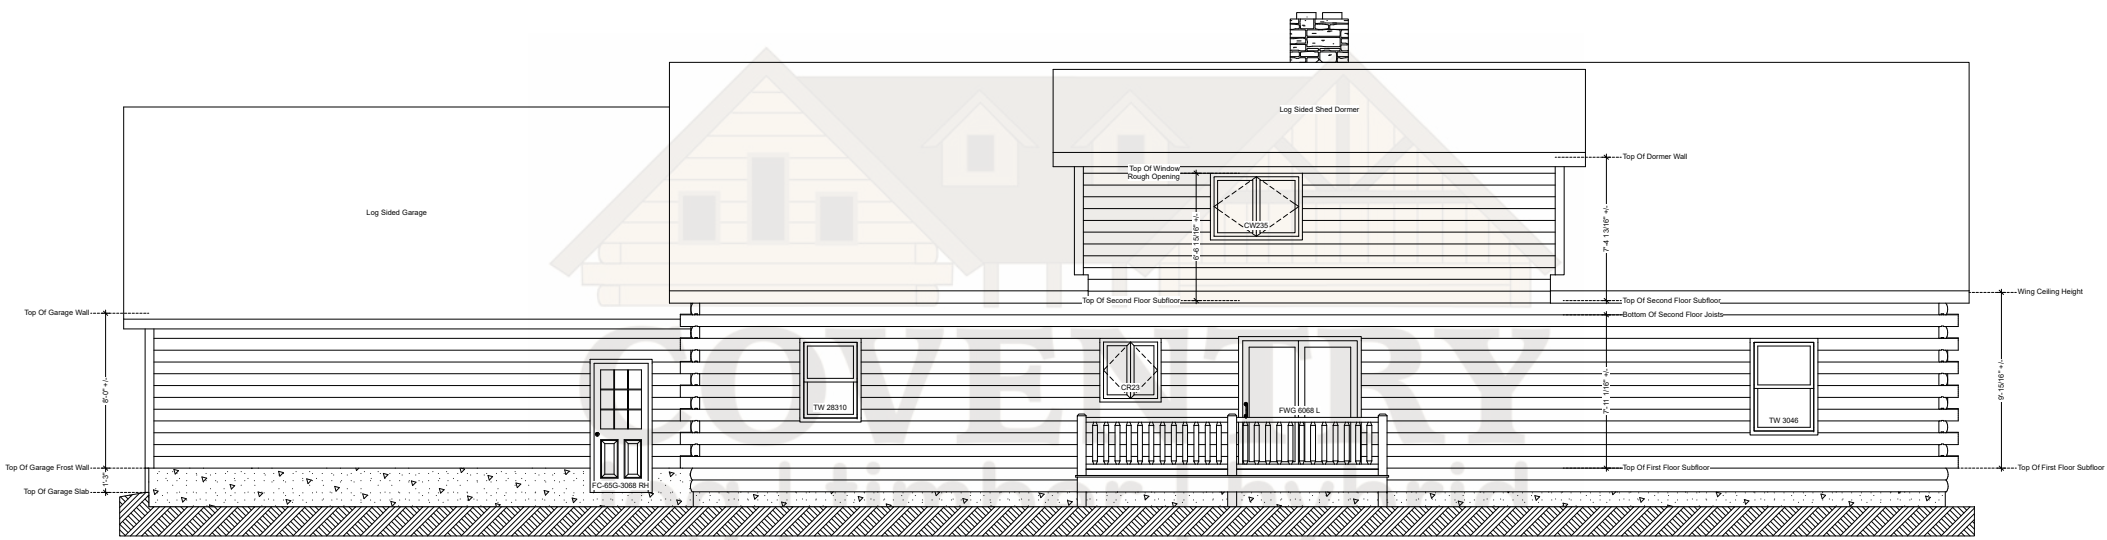 Log Sided Shed Dormer
Top Of Dormer Wall
Top Of Window
Rough Opening
Log Sided Garage
CW235
6'-6 15/16" +/-
7'-4 13/16" +/-
Wing Ceiling Height
Top Of Second Floor Subfloor
Top Of Second Floor Subfloor
Top Of Garage Wall
Bottom Of Second Floor Joists
COVENTRY
8'-0" +/-
CR23
7'-11 1/16" +/-
9'-15/16" +/-
TW 28310
FWG 6068 L
TW 3046
Top Of Garage Frost Wall
Top Of First Floor Subfloor
Top Of First Floor Subfloor
1'-3"
FC-65G-3068 RH
Top Of Garage Slab
log | timber | hybrid